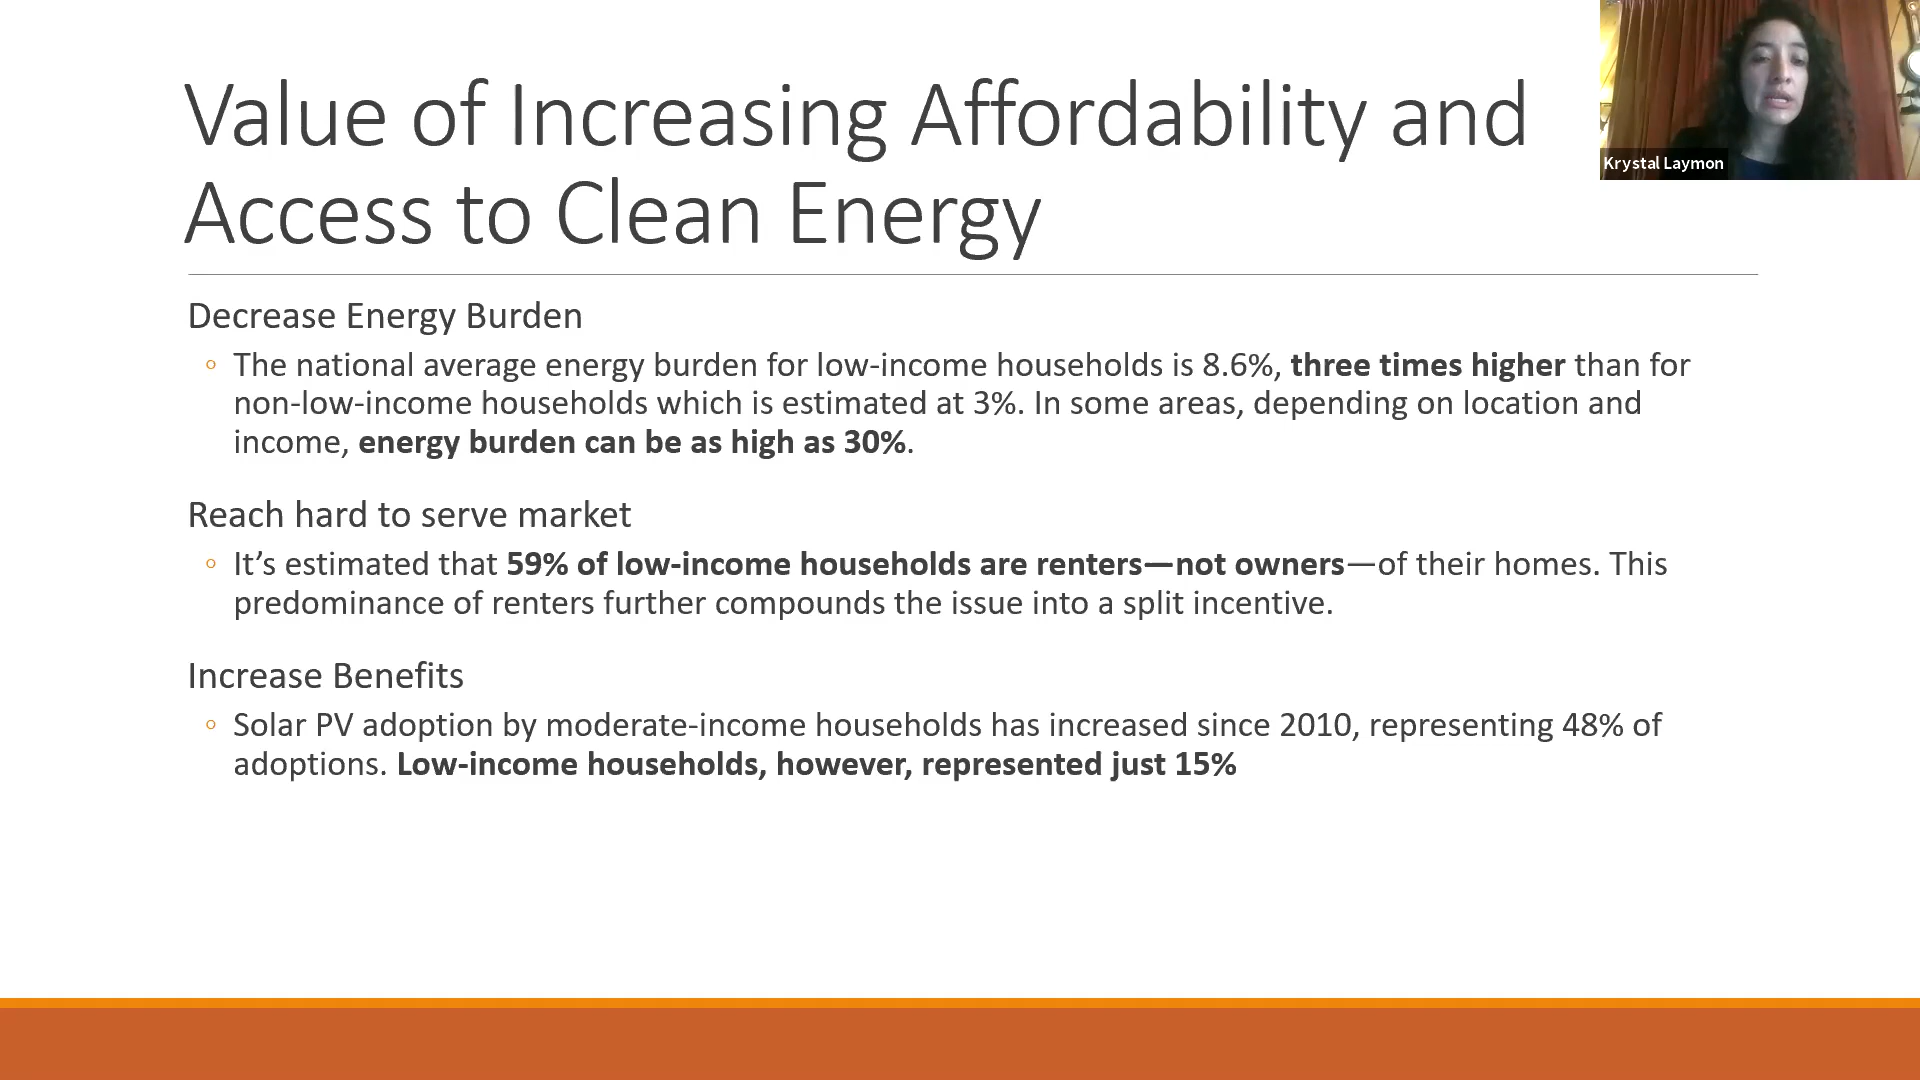 Value of Increasing Affordability and
Access to Clean Energy
Krystal Laymon
Decrease Energy Burden
◦ The national average energy burden for low-income households is 8.6%, three times higher than for
non-low-income households which is estimated at 3%. In some areas, depending on location and
income, energy burden can be as high as 30%.
Reach hard to serve market
◦ It’s estimated that 59% of low-income households are renters—not owners—of their homes. This
predominance of renters further compounds the issue into a split incentive.
Increase Benefits
◦ Solar PV adoption by moderate-income households has increased since 2010, representing 48% of
adoptions. Low-income households, however, represented just 15%